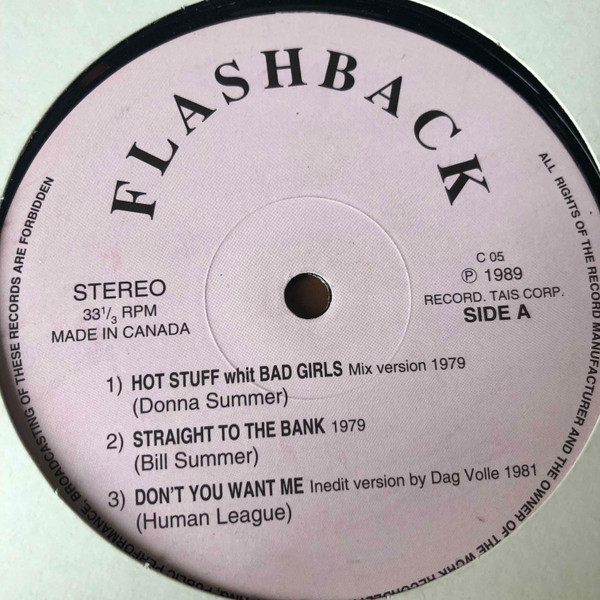 FLASHBACK
STEREO
33 1/3 RPM
MADE IN CANADA
C 05
℗ 1989
RECORD. TAIS CORP.
SIDE A
1) HOT STUFF whit BAD GIRLS Mix version 1979
(Donna Summer)
2) STRAIGHT TO THE BANK 1979
(Bill Summer)
3) DON'T YOU WANT ME Inedit version by Dag Volle 1981
(Human League)
ALL RIGHTS OF THE RECORD MANUFACTURER AND THE OWNER OF THE WORK
PUBLIC PERFORMANCE, BROADCASTING OF THESE RECORDS ARE FORBIDDEN